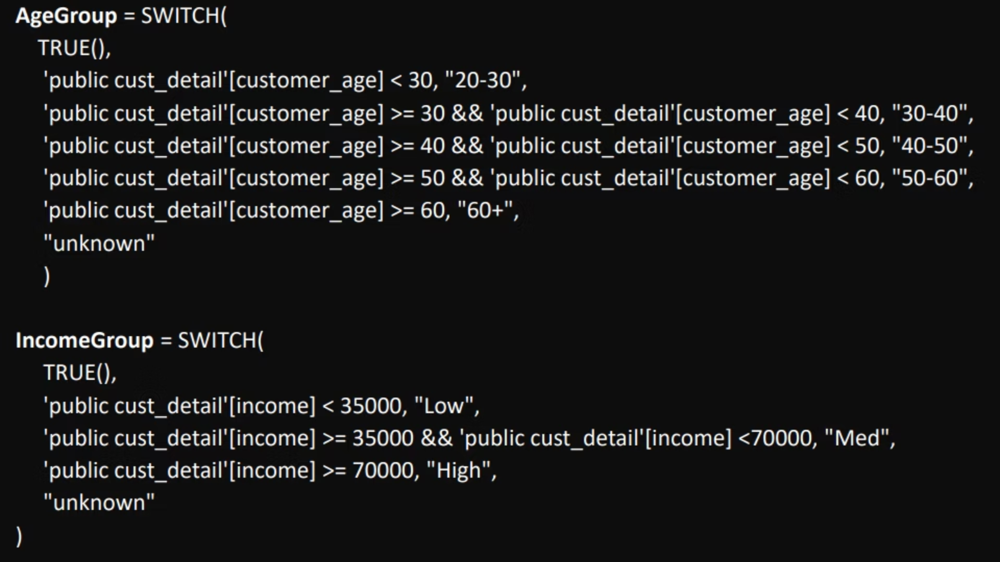 AgeGroup = SWITCH(
TRUE(),
'public cust_detail'[customer_age] < 30, "20-30",
'public cust_detail'[customer_age] >= 30 && 'public cust_detail'[customer_age] < 40, "30-40",
'public cust_detail'[customer_age] >= 40 && 'public cust_detail'[customer_age] < 50, "40-50",
'public cust_detail'[customer_age] >= 50 && 'public cust_detail'[customer_age] < 60, "50-60",
'public cust_detail'[customer_age] >= 60, "60+",
"unknown"
)
IncomeGroup = SWITCH(
TRUE(),
'public cust_detail'[income] < 35000, "Low",
'public cust_detail'[income] >= 35000 && 'public cust_detail'[income] <70000, "Med",
'public cust_detail'[income] >= 70000, "High",
"unknown"
)